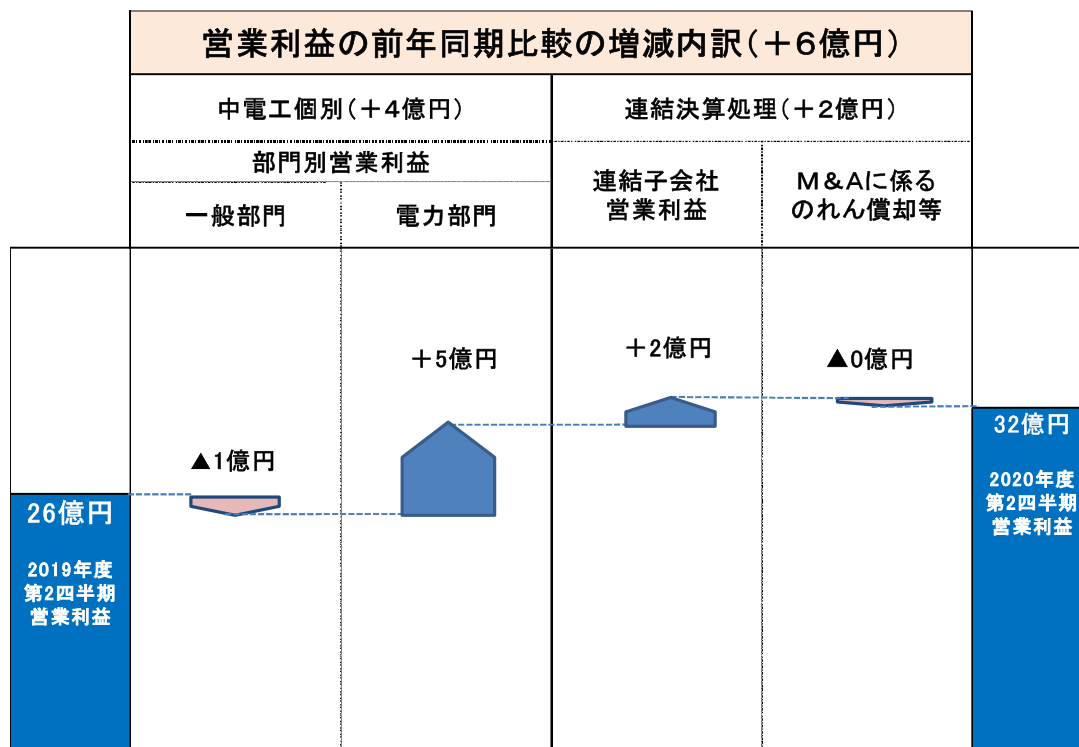 営業利益の前年同期比較の増減内訳(＋6億円)
中電工個別(＋4億円)
連結決算処理(＋2億円)
部門別営業利益
一般部門
電力部門
連結子会社
営業利益
M＆Aに係る
のれん償却等
▲1億円
＋5億円
＋2億円
▲0億円
26億円
2019年度
第2四半期
営業利益
32億円
2020年度
第2四半期
営業利益